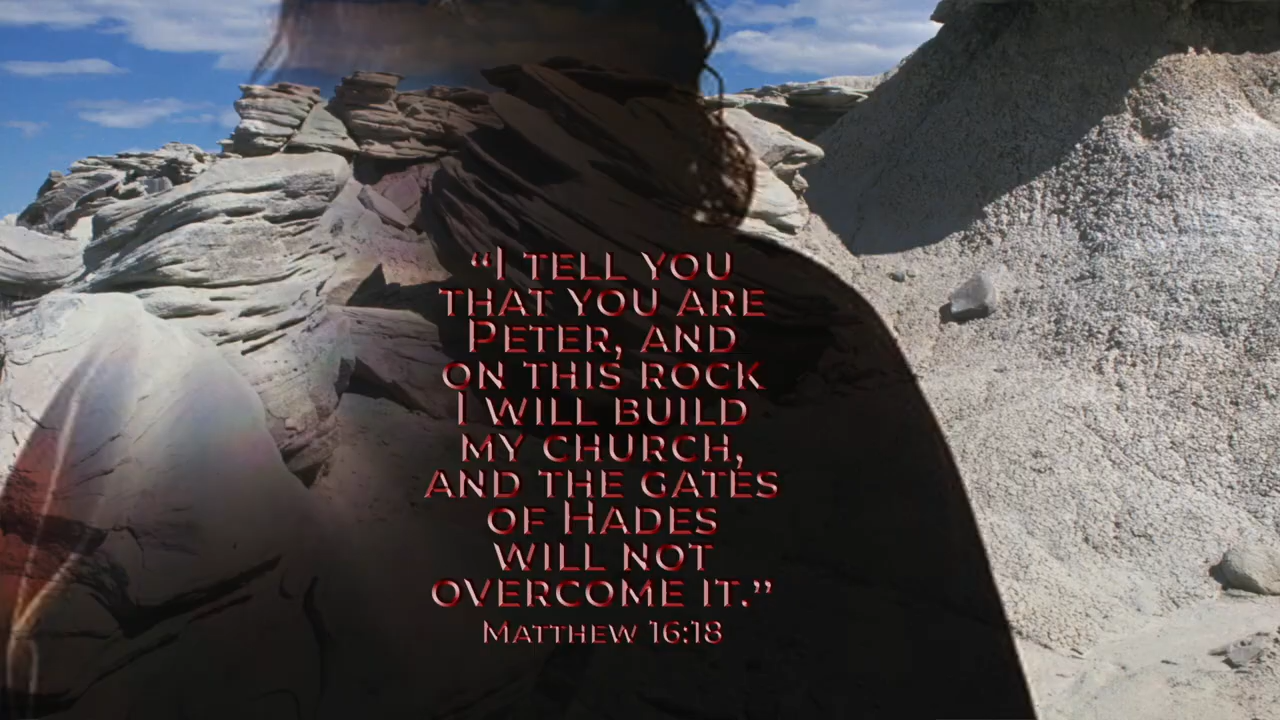 “I TELL YOU
THAT YOU ARE
PETER, AND
ON THIS ROCK
I WILL BUILD
MY CHURCH,
AND THE GATES
OF HADES
WILL NOT
OVERCOME IT.”
MATTHEW 16:18